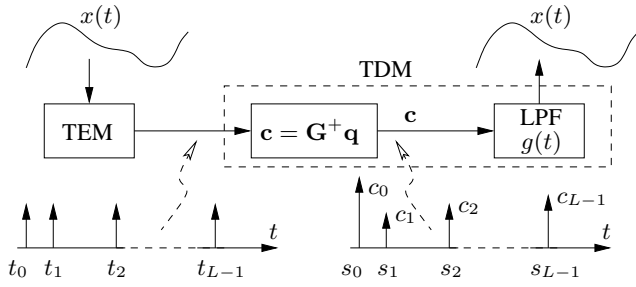 x(t) x(t)
TDM
TEM
c = G⁺q
c
LPF
g(t)
c₀ c₁ c₂ c_{L−1}
t t
t₀ t₁ t₂ t_{L−1}
s₀ s₁ s₂ s_{L−1}